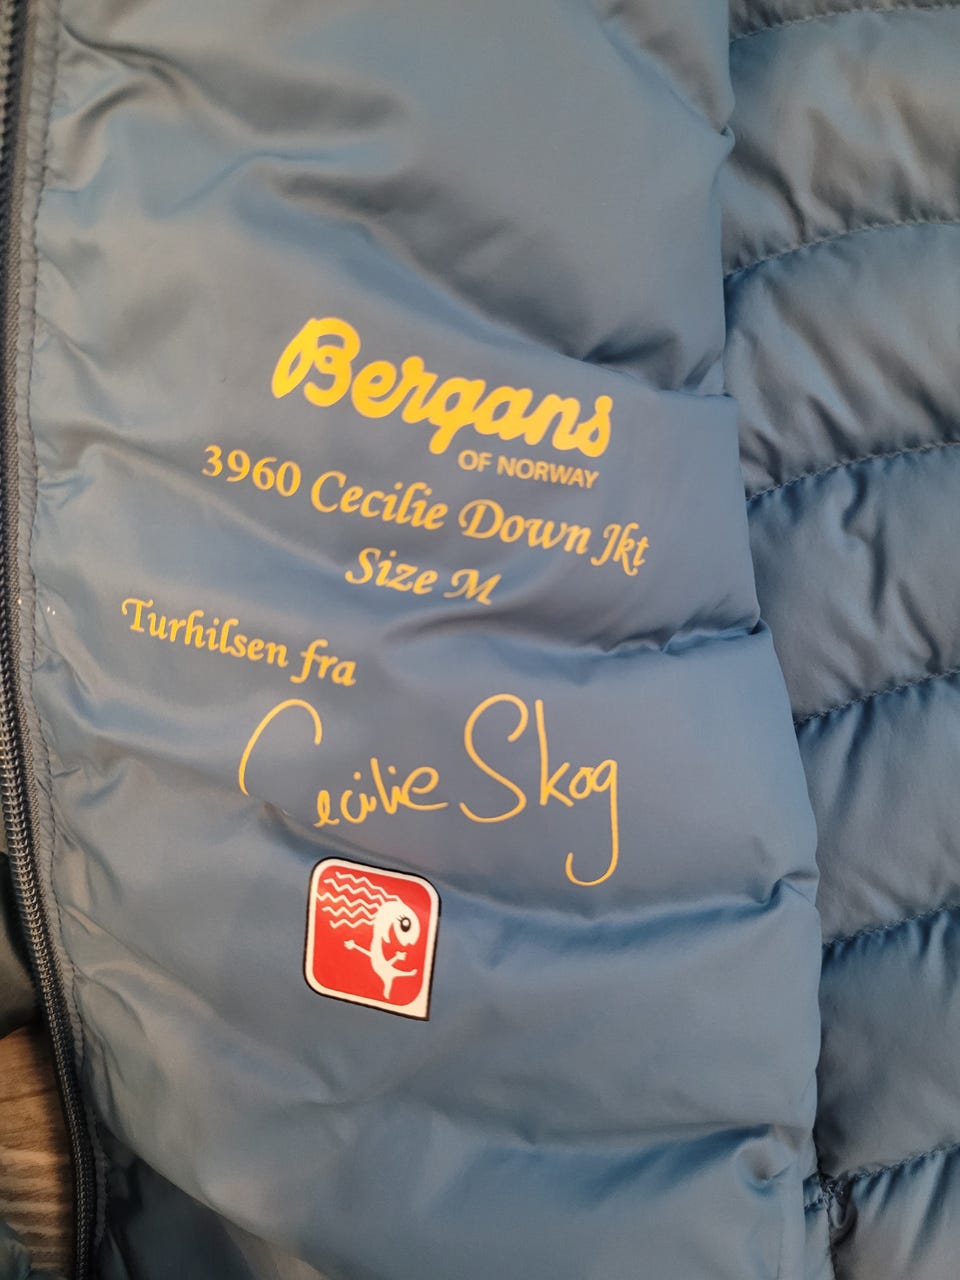 Bergans
OF NORWAY
3960 Cecilie Down Jkt
Size M
Turhilsen fra
Cecilie Skog